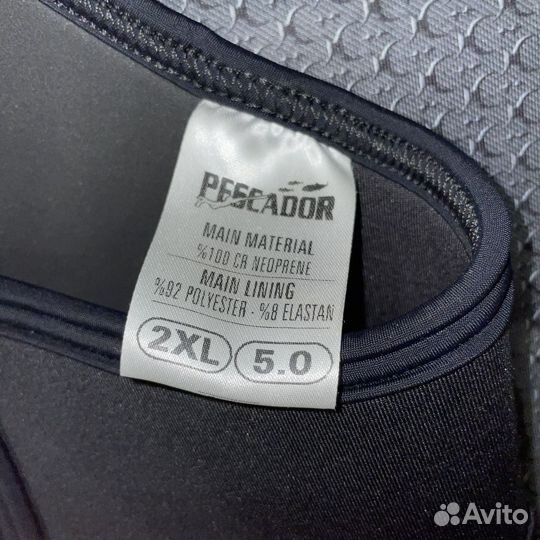 PESCADOR
MAIN MATERIAL
%100 CR NEOPRENE
MAIN LINING
%92 POLYESTER - %8 ELASTAN
2XL 5.0
Avito